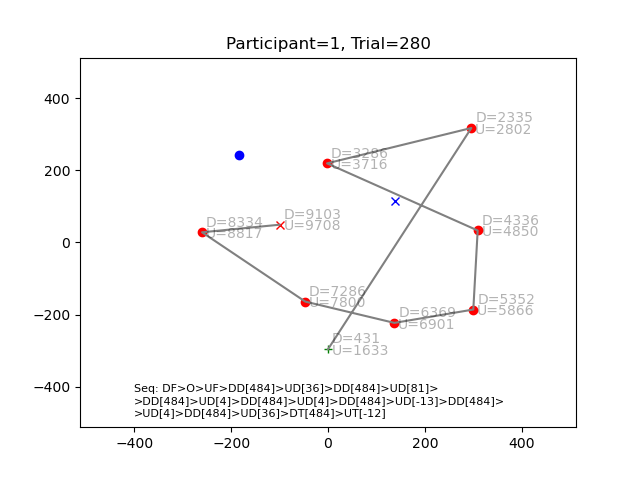 Participant=1, Trial=280
400
200
0
−200
−400
D=2335
U=2802
D=3286
U=3716
D=9103
U=9708
D=8334
U=8817
D=4336
U=4850
D=7286
U=7800
D=5352
U=5866
D=6369
U=6901
D=431
U=1633
Seq: DF>O>UF>DD[484]>UD[36]>DD[484]>UD[81]>
>DD[484]>UD[4]>DD[484]>UD[4]>DD[484]>UD[-13]>DD[484]>
>UD[4]>DD[484]>UD[36]>DT[484]>UT[-12]
−400 −200 0 200 400